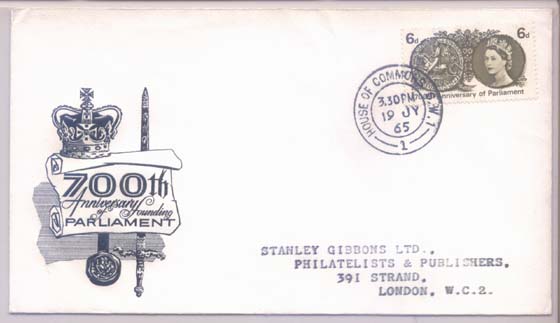 6d 6d
Anniversary of Parliament
HOUSE OF COMMONS S.W.1.
3.30PM
19 JY
65
1
700th
Anniversary
of Founding
PARLIAMENT
STANLEY GIBBONS LTD.,
PHILATELISTS & PUBLISHERS,
391 STRAND,
LONDON, W.C.2.